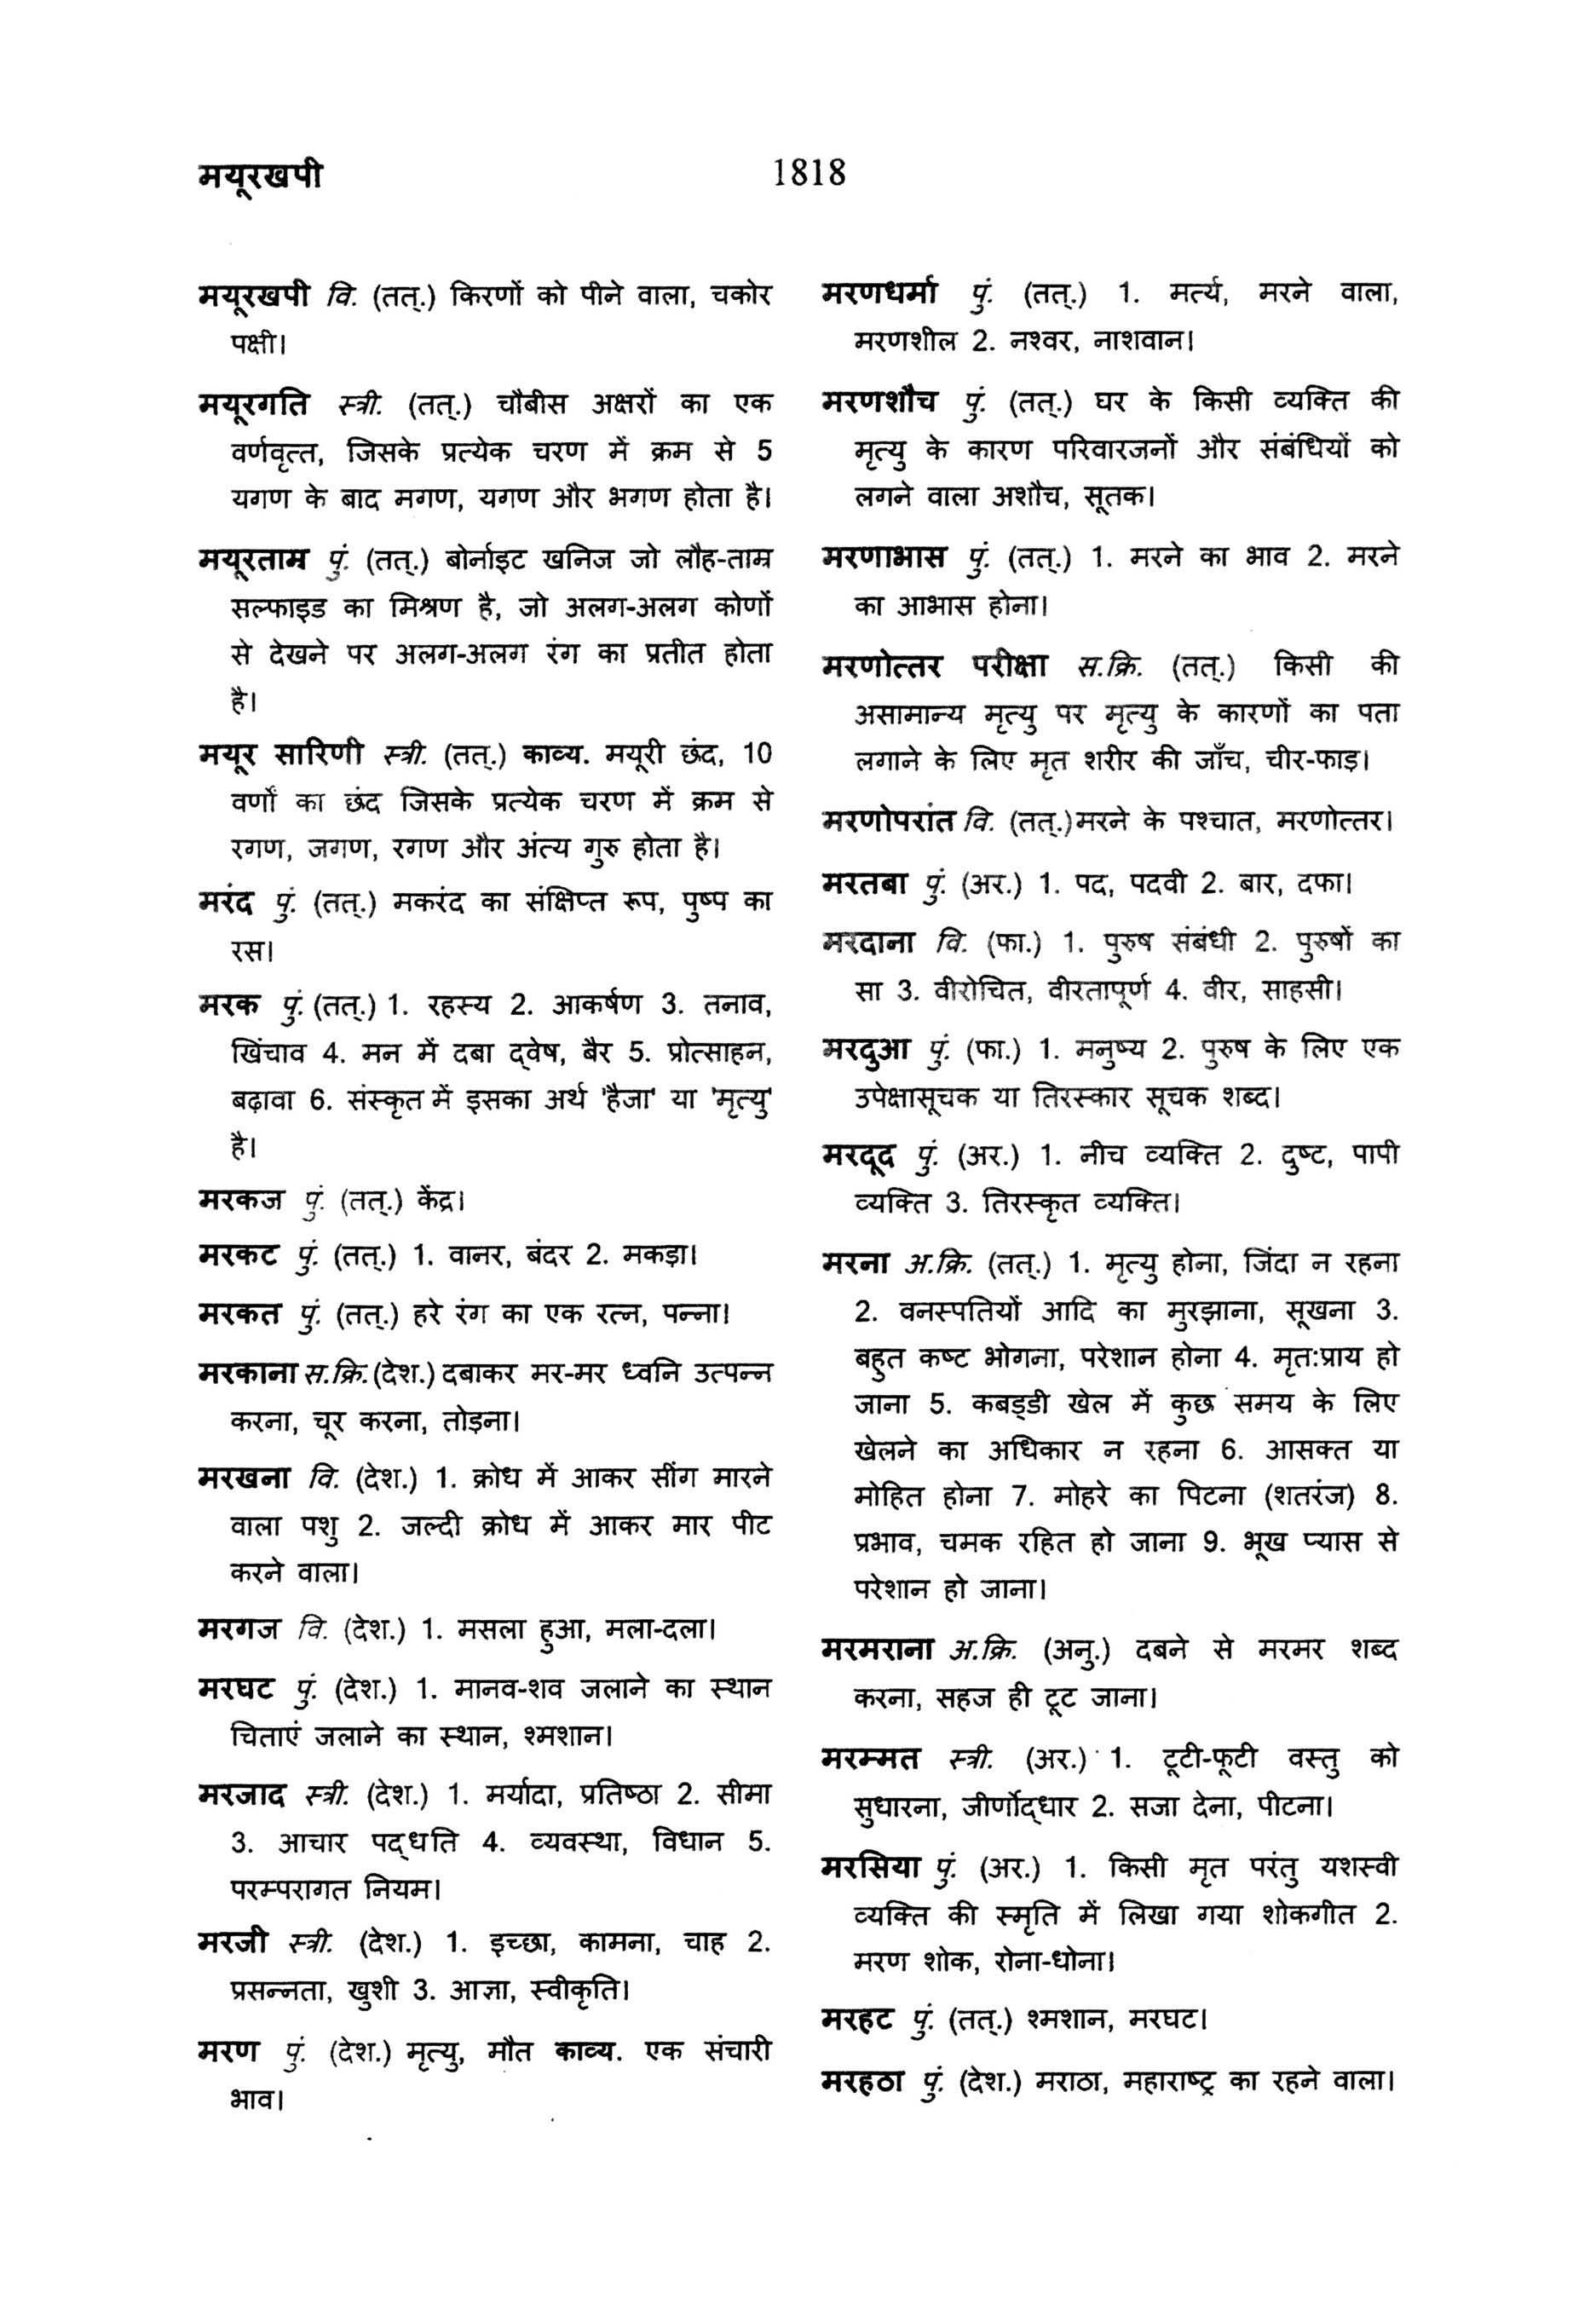 मयूरखपी
1818
मयूरखपी वि. (तत्.) किरणों को पीने वाला, चकोर
पक्षी।
मयूरगति स्त्री. (तत्.) चौबीस अक्षरों का एक
वर्णवृत्त, जिसके प्रत्येक चरण में क्रम से 5
यगण के बाद मगण, यगण और भगण होता है।
मयूरताम्र पुं. (तत्.) बोर्नाइट खनिज जो लौह-ताम्र
सल्फाइड का मिश्रण है, जो अलग-अलग कोणों
से देखने पर अलग-अलग रंग का प्रतीत होता
है।
मयूर सारिणी स्त्री. (तत्.) काव्य. मयूरी छंद, 10
वर्णों का छंद जिसके प्रत्येक चरण में क्रम से
रगण, जगण, रगण और अंत्य गुरु होता है।
मरंद पुं. (तत्.) मकरंद का संक्षिप्त रूप, पुष्प का
रस।
मरक पुं. (तत्.) 1. रहस्य 2. आकर्षण 3. तनाव,
खिंचाव 4. मन में दबा द्वेष, बैर 5. प्रोत्साहन,
बढ़ावा 6. संस्कृत में इसका अर्थ 'हैजा' या 'मृत्यु'
है।
मरकज पुं. (तत्.) केंद्र।
मरकट पुं. (तत्.) 1. वानर, बंदर 2. मकड़ा।
मरकत पुं. (तत्.) हरे रंग का एक रत्न, पन्ना।
मरकाना स.क्रि. (देश.) दबाकर मर-मर ध्वनि उत्पन्न
करना, चूर करना, तोड़ना।
मरखना वि. (देश.) 1. क्रोध में आकर सींग मारने
वाला पशु 2. जल्दी क्रोध में आकर मार पीट
करने वाला।
मरगज वि. (देश.) 1. मसला हुआ, मला-दला।
मरघट पुं. (देश.) 1. मानव-शव जलाने का स्थान
चिताएं जलाने का स्थान, श्मशान।
मरजाद स्त्री. (देश.) 1. मर्यादा, प्रतिष्ठा 2. सीमा
3. आचार पद्धति 4. व्यवस्था, विधान 5.
परम्परागत नियम।
मरजी स्त्री. (देश.) 1. इच्छा, कामना, चाह 2.
प्रसन्नता, खुशी 3. आज्ञा, स्वीकृति।
मरण पुं. (देश.) मृत्यु, मौत काव्य. एक संचारी
भाव।
मरणधर्मा पुं. (तत्.) 1. मर्त्य, मरने वाला,
मरणशील 2. नश्वर, नाशवान।
मरणशौच पुं. (तत्.) घर के किसी व्यक्ति की
मृत्यु के कारण परिवारजनों और संबंधियों को
लगने वाला अशौच, सूतक।
मरणाभास पुं. (तत्.) 1. मरने का भाव 2. मरने
का आभास होना।
मरणोत्तर परीक्षा स.क्रि. (तत्.) किसी की
असामान्य मृत्यु पर मृत्यु के कारणों का पता
लगाने के लिए मृत शरीर की जाँच, चीर-फाड़।
मरणोपरांत वि. (तत्.)मरने के पश्चात, मरणोत्तर।
मरतबा पुं. (अर.) 1. पद, पदवी 2. बार, दफा।
मरदाना वि. (फा.) 1. पुरुष संबंधी 2. पुरुषों का
सा 3. वीरोचित, वीरतापूर्ण 4. वीर, साहसी।
मरदुआ पुं. (फा.) 1. मनुष्य 2. पुरुष के लिए एक
उपेक्षासूचक या तिरस्कार सूचक शब्द।
मरदूद पुं. (अर.) 1. नीच व्यक्ति 2. दुष्ट, पापी
व्यक्ति 3. तिरस्कृत व्यक्ति।
मरना अ.क्रि. (तत्.) 1. मृत्यु होना, जिंदा न रहना
2. वनस्पतियों आदि का मुरझाना, सूखना 3.
बहुत कष्ट भोगना, परेशान होना 4. मृत:प्राय हो
जाना 5. कबड्डी खेल में कुछ समय के लिए
खेलने का अधिकार न रहना 6. आसक्त या
मोहित होना 7. मोहरे का पिटना (शतरंज) 8.
प्रभाव, चमक रहित हो जाना 9. भूख प्यास से
परेशान हो जाना।
मरमराना अ.क्रि. (अनु.) दबने से मरमर शब्द
करना, सहज ही टूट जाना।
मरम्मत स्त्री. (अर.) 1. टूटी-फूटी वस्तु को
सुधारना, जीर्णोद्धार 2. सजा देना, पीटना।
मरसिया पुं. (अर.) 1. किसी मृत परंतु यशस्वी
व्यक्ति की स्मृति में लिखा गया शोकगीत 2.
मरण शोक, रोना-धोना।
मरहट पुं. (तत्.) श्मशान, मरघट।
मरहठा पुं. (देश.) मराठा, महाराष्ट्र का रहने वाला।